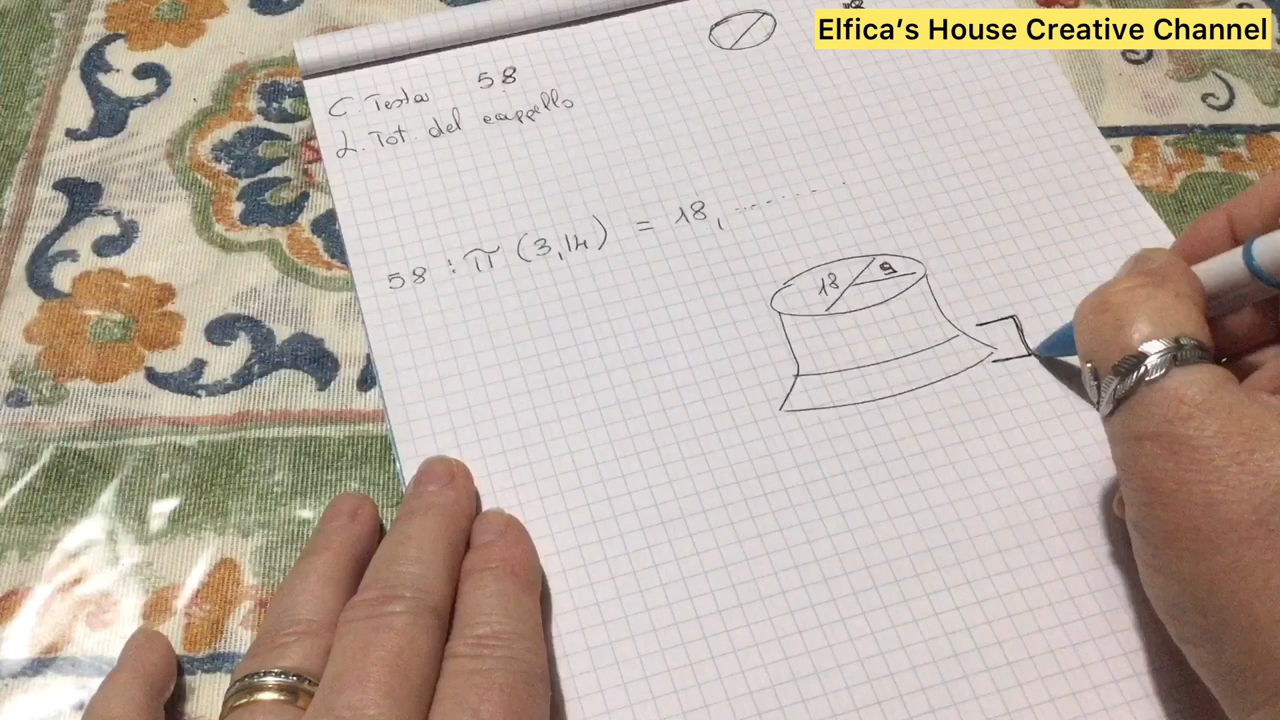 Elfica's House Creative Channel
C. Testa 58
L. Tot. del cappello
58 : π (3,14) = 18, ...........
18 9